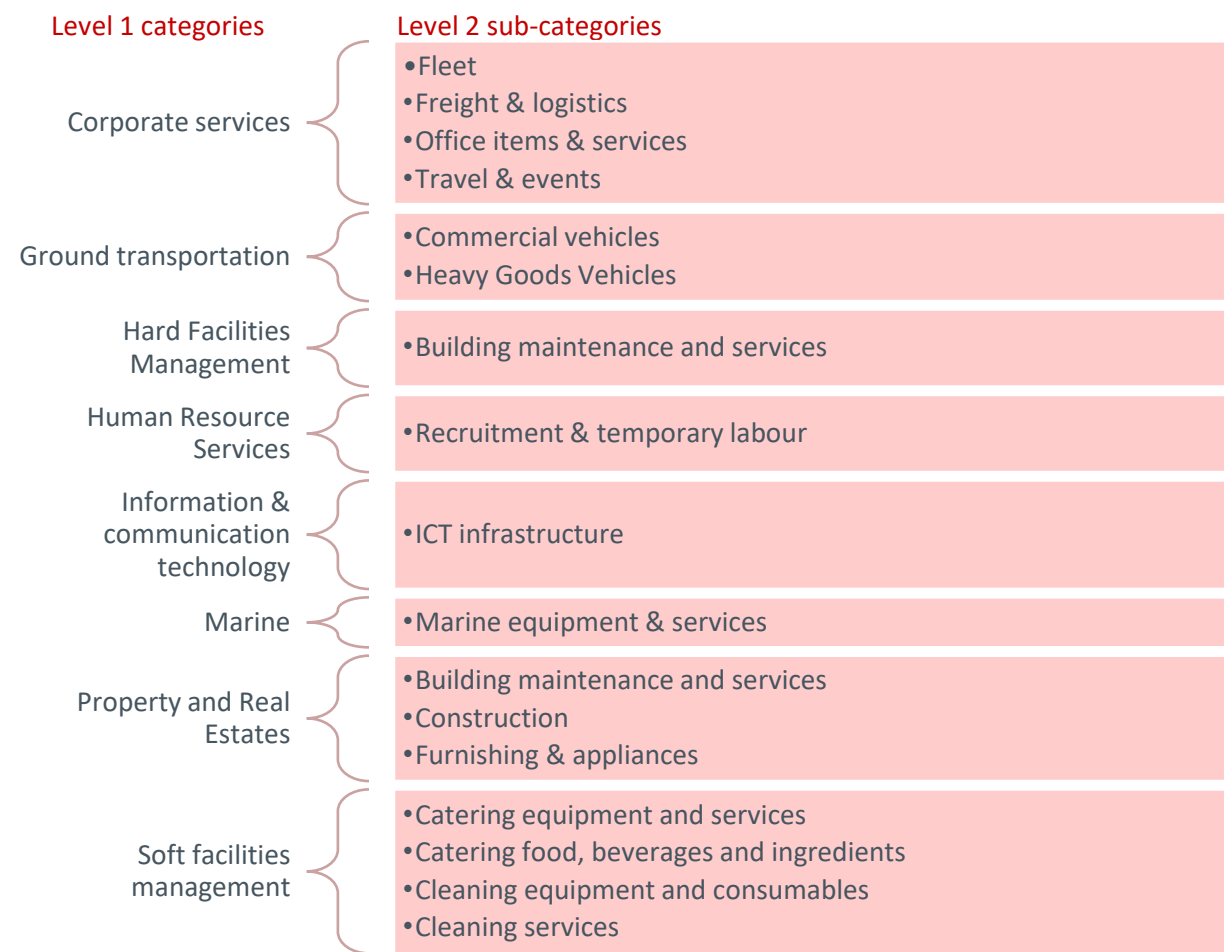 Level 1 categories
Level 2 sub-categories
Corporate services
•Fleet
•Freight & logistics
•Office items & services
•Travel & events
Ground transportation
•Commercial vehicles
•Heavy Goods Vehicles
Hard Facilities
Management
•Building maintenance and services
Human Resource
Services
•Recruitment & temporary labour
Information &
communication
technology
•ICT infrastructure
Marine
•Marine equipment & services
Property and Real
Estates
•Building maintenance and services
•Construction
•Furnishing & appliances
Soft facilities
management
•Catering equipment and services
•Catering food, beverages and ingredients
•Cleaning equipment and consumables
•Cleaning services